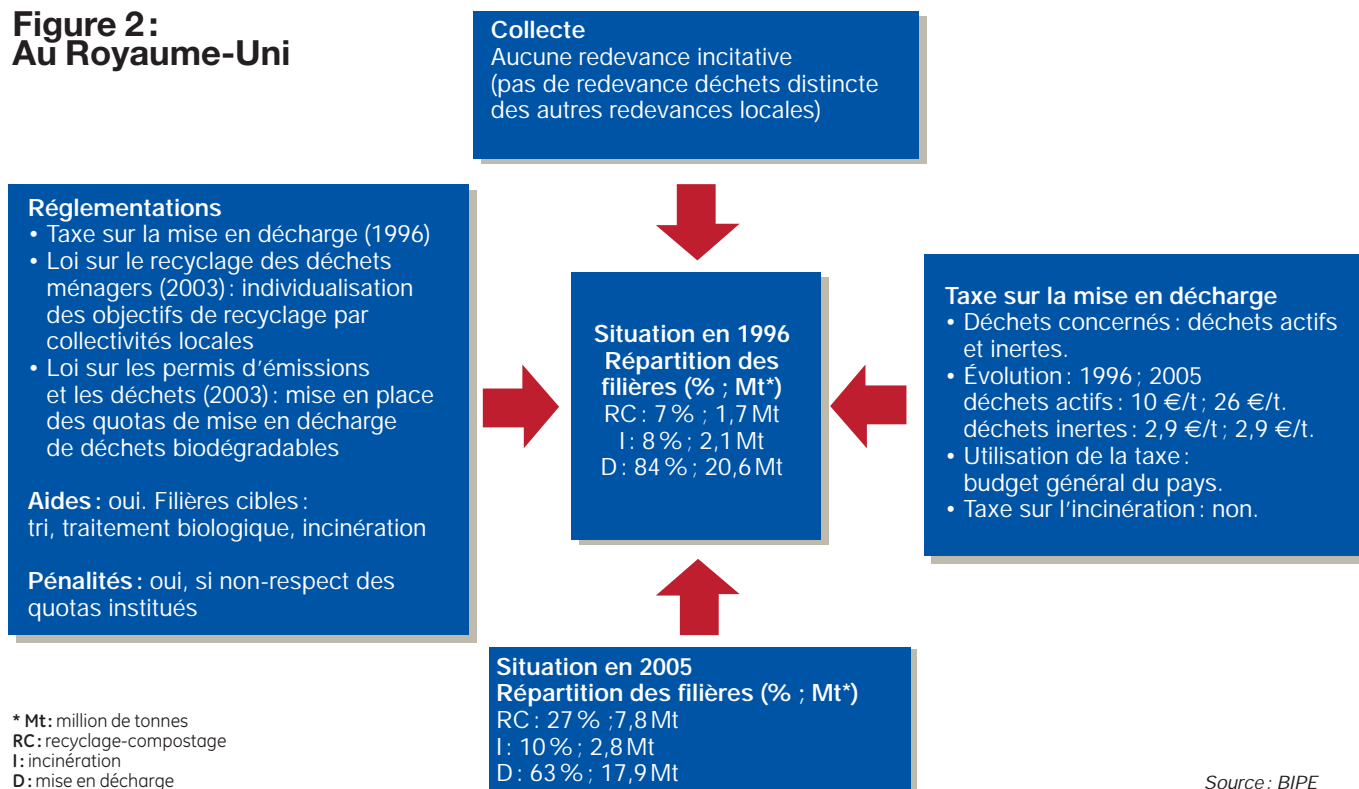 Figure 2 :
Au Royaume-Uni
Collecte
Aucune redevance incitative
(pas de redevance déchets distincte
des autres redevances locales)
Réglementations
• Taxe sur la mise en décharge (1996)
• Loi sur le recyclage des déchets
ménagers (2003) : individualisation
des objectifs de recyclage par
collectivités locales
• Loi sur les permis d'émissions
et les déchets (2003) : mise en place
des quotas de mise en décharge
de déchets biodégradables
Aides : oui. Filières cibles :
tri, traitement biologique, incinération
Pénalités : oui, si non-respect des
quotas institués
Situation en 1996
Répartition des
filières (% ; Mt*)
RC : 7 % ; 1,7 Mt
I : 8 % ; 2,1 Mt
D : 84 % ; 20,6 Mt
Taxe sur la mise en décharge
• Déchets concernés : déchets actifs
et inertes.
• Évolution : 1996 ; 2005
déchets actifs : 10 €/t ; 26 €/t.
déchets inertes : 2,9 €/t ; 2,9 €/t.
• Utilisation de la taxe :
budget général du pays.
• Taxe sur l'incinération : non.
Situation en 2005
Répartition des filières (% ; Mt*)
RC : 27 % ;7,8 Mt
I : 10 % ; 2,8 Mt
D : 63 % ; 17,9 Mt
* Mt : million de tonnes
RC : recyclage-compostage
I : incinération
D : mise en décharge
Source : BIPE